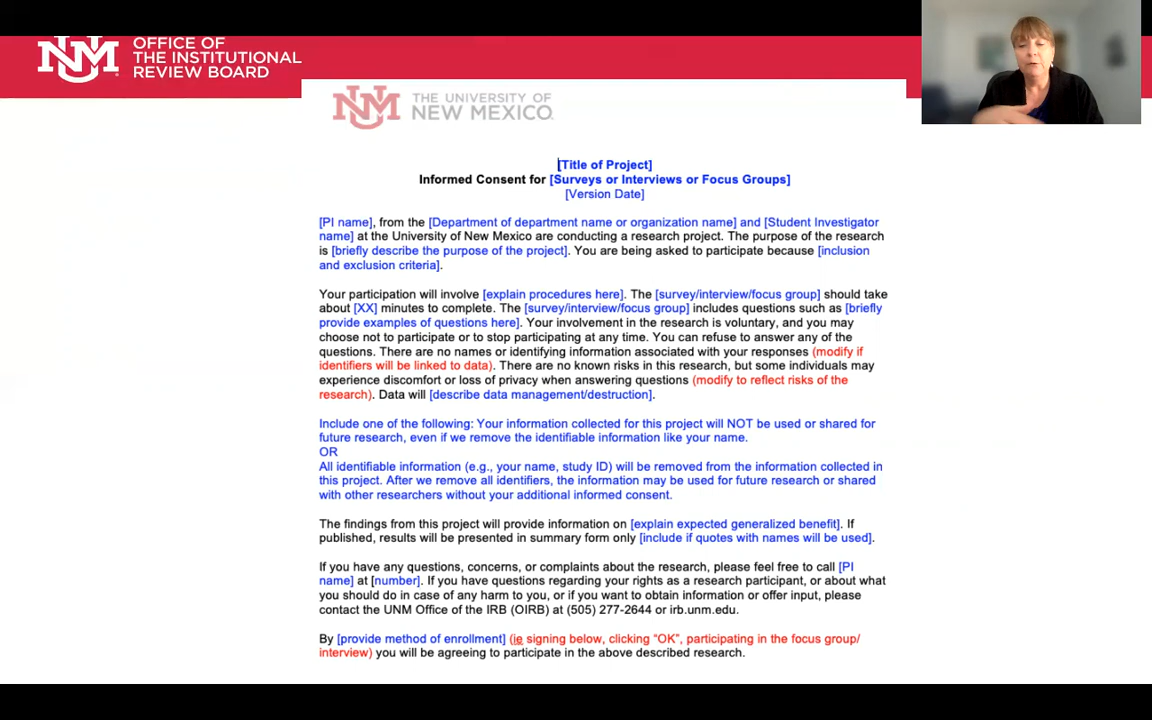 OFFICE OF
THE INSTITUTIONAL
REVIEW BOARD
UNM
THE UNIVERSITY OF
NEW MEXICO.
[Title of Project]
Informed Consent for [Surveys or Interviews or Focus Groups]
[Version Date]
[PI name], from the [Department of department name or organization name] and [Student Investigator
name] at the University of New Mexico are conducting a research project. The purpose of the research
is [briefly describe the purpose of the project]. You are being asked to participate because [inclusion
and exclusion criteria].
Your participation will involve [explain procedures here]. The [survey/interview/focus group] should take
about [XX] minutes to complete. The [survey/interview/focus group] includes questions such as [briefly
provide examples of questions here]. Your involvement in the research is voluntary, and you may
choose not to participate or to stop participating at any time. You can refuse to answer any of the
questions. There are no names or identifying information associated with your responses (modify if
identifiers will be linked to data). There are no known risks in this research, but some individuals may
experience discomfort or loss of privacy when answering questions (modify to reflect risks of the
research). Data will [describe data management/destruction].
Include one of the following: Your information collected for this project will NOT be used or shared for
future research, even if we remove the identifiable information like your name.
OR
All identifiable information (e.g., your name, study ID) will be removed from the information collected in
this project. After we remove all identifiers, the information may be used for future research or shared
with other researchers without your additional informed consent.
The findings from this project will provide information on [explain expected generalized benefit]. If
published, results will be presented in summary form only [include if quotes with names will be used].
If you have any questions, concerns, or complaints about the research, please feel free to call [PI
name] at [number]. If you have questions regarding your rights as a research participant, or about what
you should do in case of any harm to you, or if you want to obtain information or offer input, please
contact the UNM Office of the IRB (OIRB) at (505) 277-2644 or irb.unm.edu.
By [provide method of enrollment] (ie signing below, clicking “OK”, participating in the focus group/
interview) you will be agreeing to participate in the above described research.